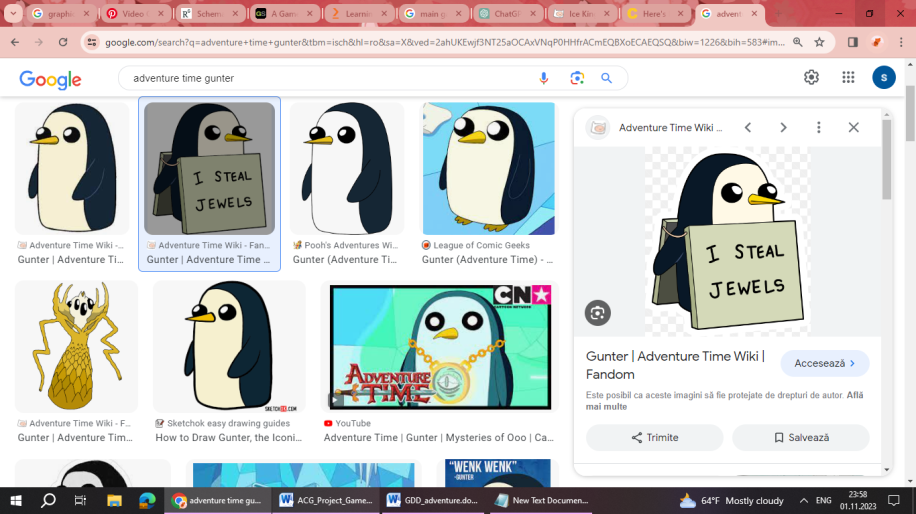 graphi
Pinterest
Video
Schem
A Gam
Learne
main g
ChatGP
Ice Kin
Here's
advent
google.com/search?q=adventure+time+gunter&tbm=isch&hl=ro&sa=X&ved=2ahUKEwjf3NT25aOCAxVNqP0HHfrACmEQBXoECAEQSQ&biw=1226&bih=583#im...
Google
adventure time gunter
S
I STEAL
JEWELS
Adventure Time Wiki -...
Gunter | Adventure Ti...
Adventure Time Wiki - Fan...
Gunter | Adventure Time ...
Pooh's Adventures Wi...
Gunter (Adventure Ti...
League of Comic Geeks
Gunter (Adventure Time) - ...
SKETCHOK.COM
CN
CARTOON NETWORK
ADVENTURE
TIME
Adventure Time Wiki - F...
Gunter | Adventure Tim...
Sketchok easy drawing guides
How to Draw Gunter, the Iconi...
YouTube
Adventure Time | Gunter | Mysteries of Ooo | Ca...
"WENK WENK"
-GUNTER
Adventure Time Wiki ...
I STEAL
JEWELS
Gunter | Adventure Time Wiki |
Fandom
Accesează
Este posibil ca aceste imagini să fie protejate de drepturi de autor. Află
mai multe
Trimite
Salvează
adventure time gu...
ACG_Project_Game...
GDD_adventure.do...
New Text Documen...
64°F Mostly cloudy
ENG
23:58
01.11.2023